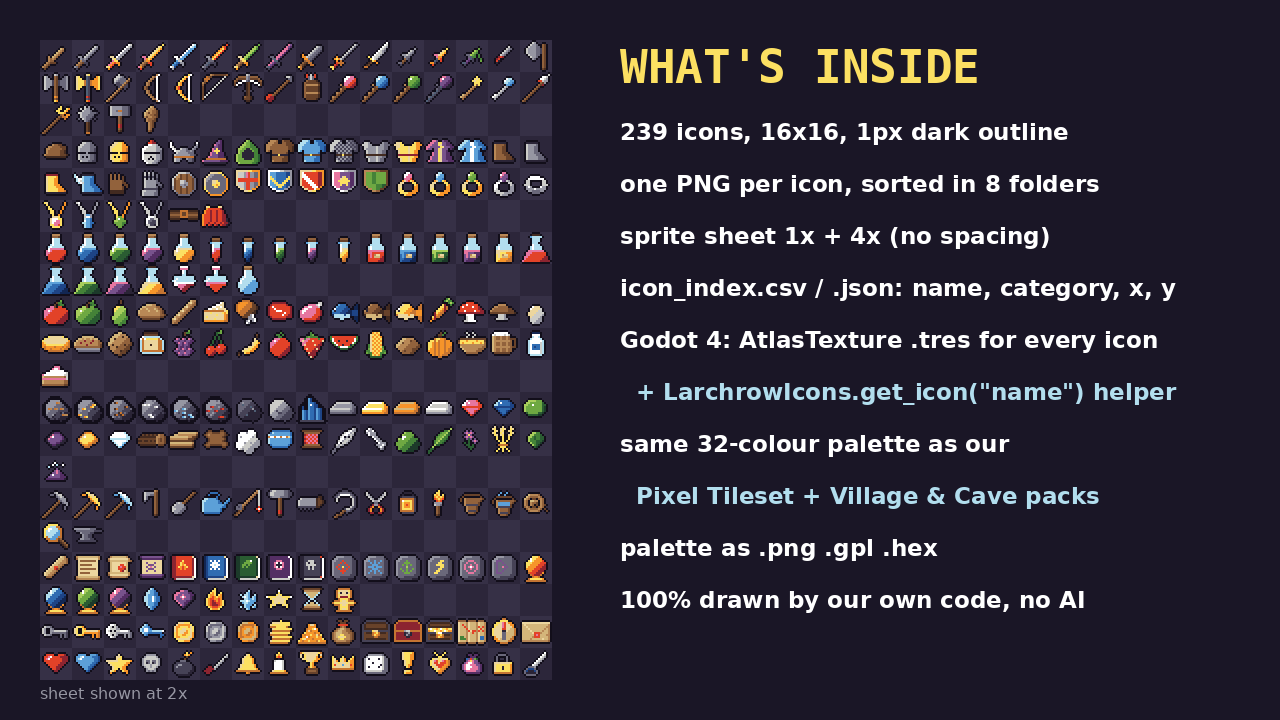 WHAT'S INSIDE
239 icons, 16x16, 1px dark outline
one PNG per icon, sorted in 8 folders
sprite sheet 1x + 4x (no spacing)
icon_index.csv / .json: name, category, x, y
Godot 4: AtlasTexture .tres for every icon
+ LarchrowIcons.get_icon("name") helper
same 32-colour palette as our
Pixel Tileset + Village & Cave packs
palette as .png .gpl .hex
100% drawn by our own code, no AI
sheet shown at 2x